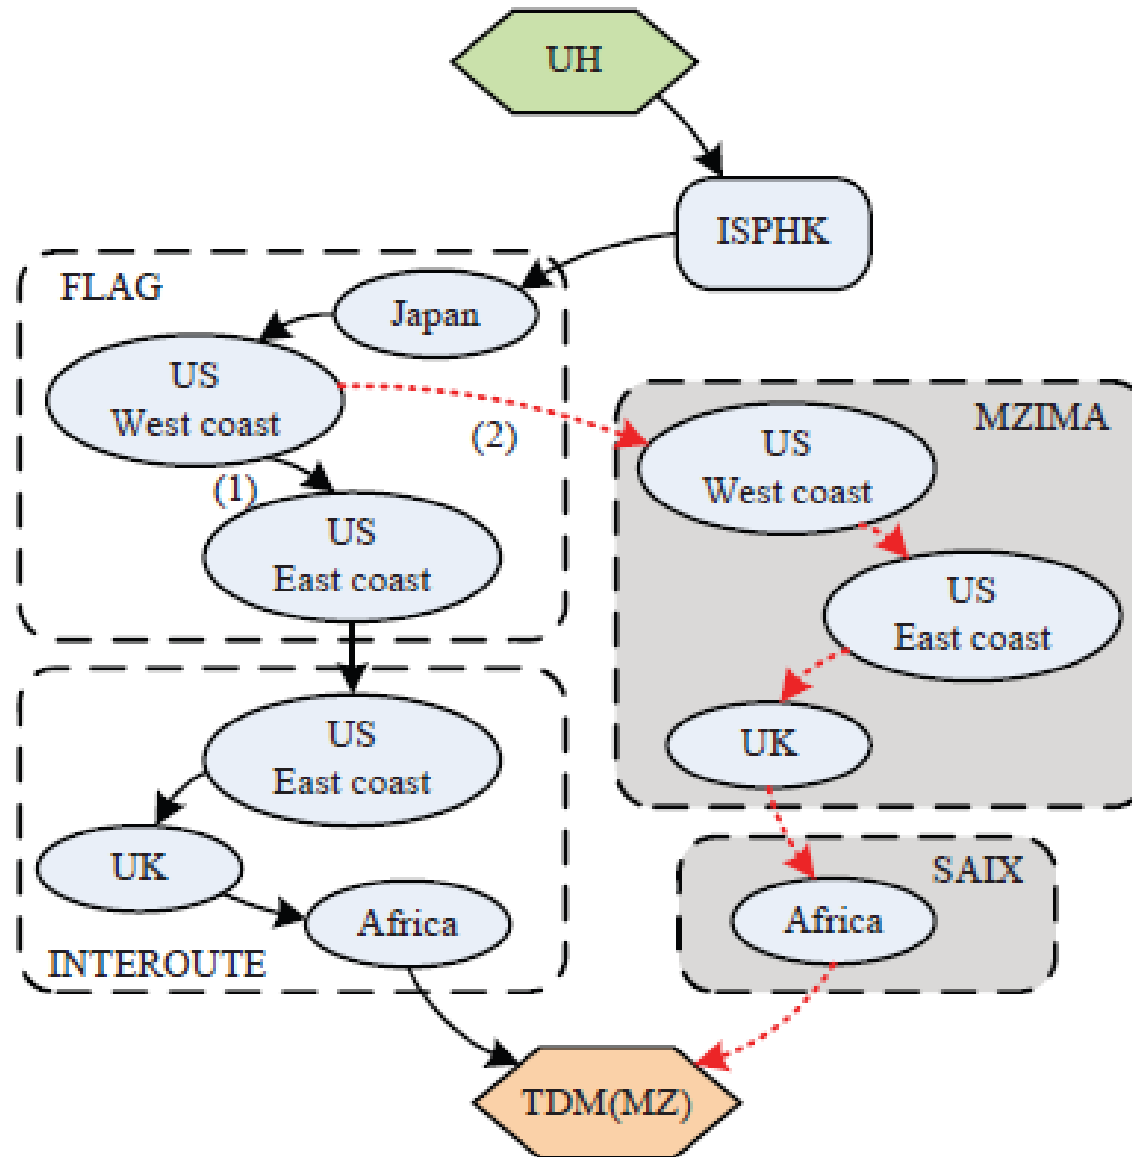 UH
ISPHK
FLAG
Japan
US
West coast
(2)
(1)
US
East coast
MZIMA
US
West coast
US
East coast
UK
US
East coast
UK
Africa
INTEROUTE
SAIX
Africa
TDM(MZ)